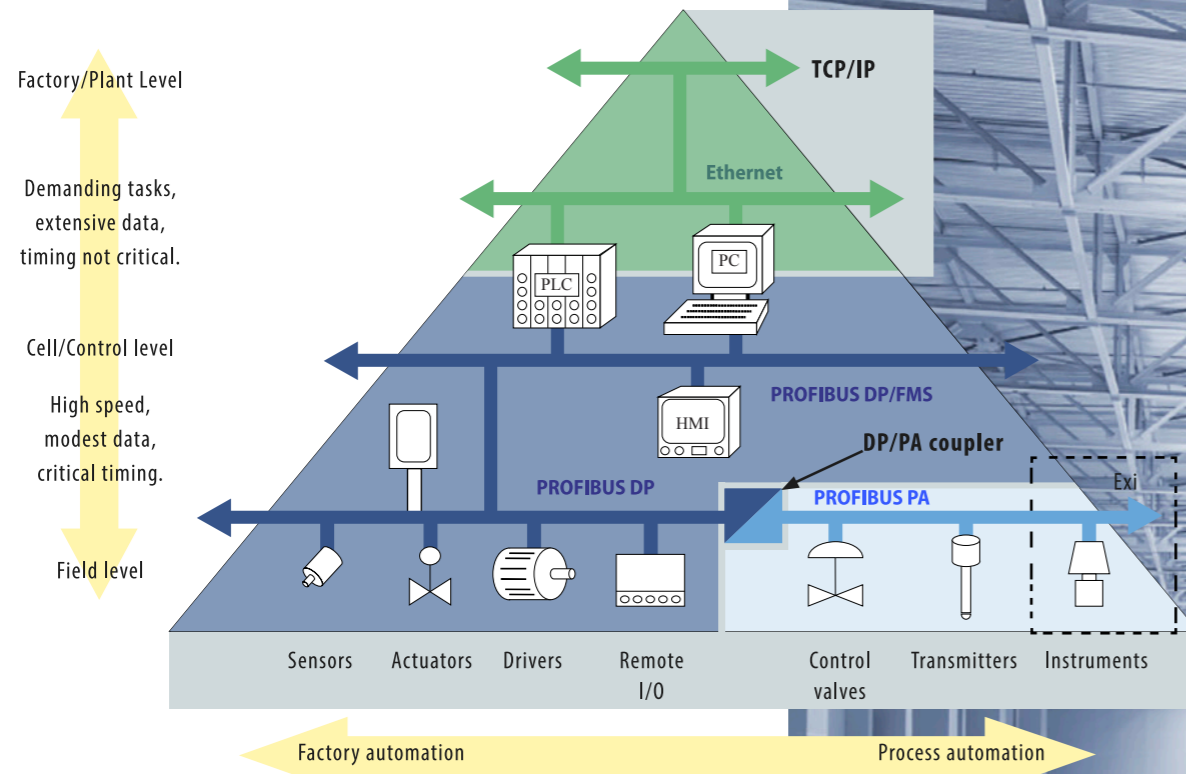 Factory/Plant Level
TCP/IP
Demanding tasks,
extensive data,
timing not critical.
Ethernet
PLC
PC
Cell/Control level
High speed,
modest data,
critical timing.
PROFIBUS DP/FMS
HMI
DP/PA coupler
PROFIBUS DP
PROFIBUS PA
Exi
Field level
Sensors
Actuators
Drivers
Remote
I/O
Control
valves
Transmitters
Instruments
Factory automation
Process automation